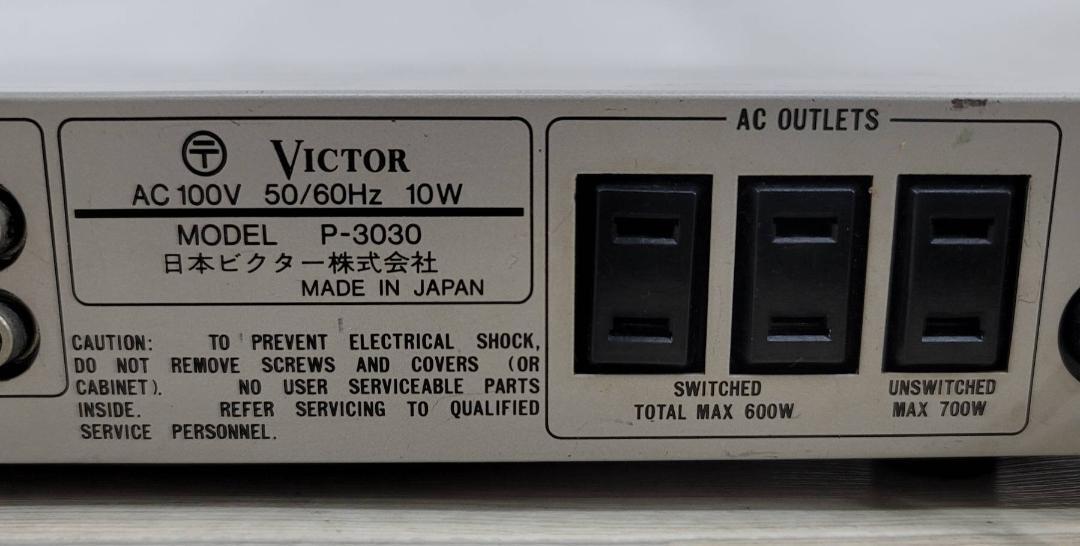 〒 VICTOR
AC 100V 50/60Hz 10W
MODEL P-3030
日本ビクター株式会社
MADE IN JAPAN
CAUTION: TO PREVENT ELECTRICAL SHOCK,
DO NOT REMOVE SCREWS AND COVERS (OR
CABINET). NO USER SERVICEABLE PARTS
INSIDE. REFER SERVICING TO QUALIFIED
SERVICE PERSONNEL.
AC OUTLETS
SWITCHED
TOTAL MAX 600W
UNSWITCHED
MAX 700W